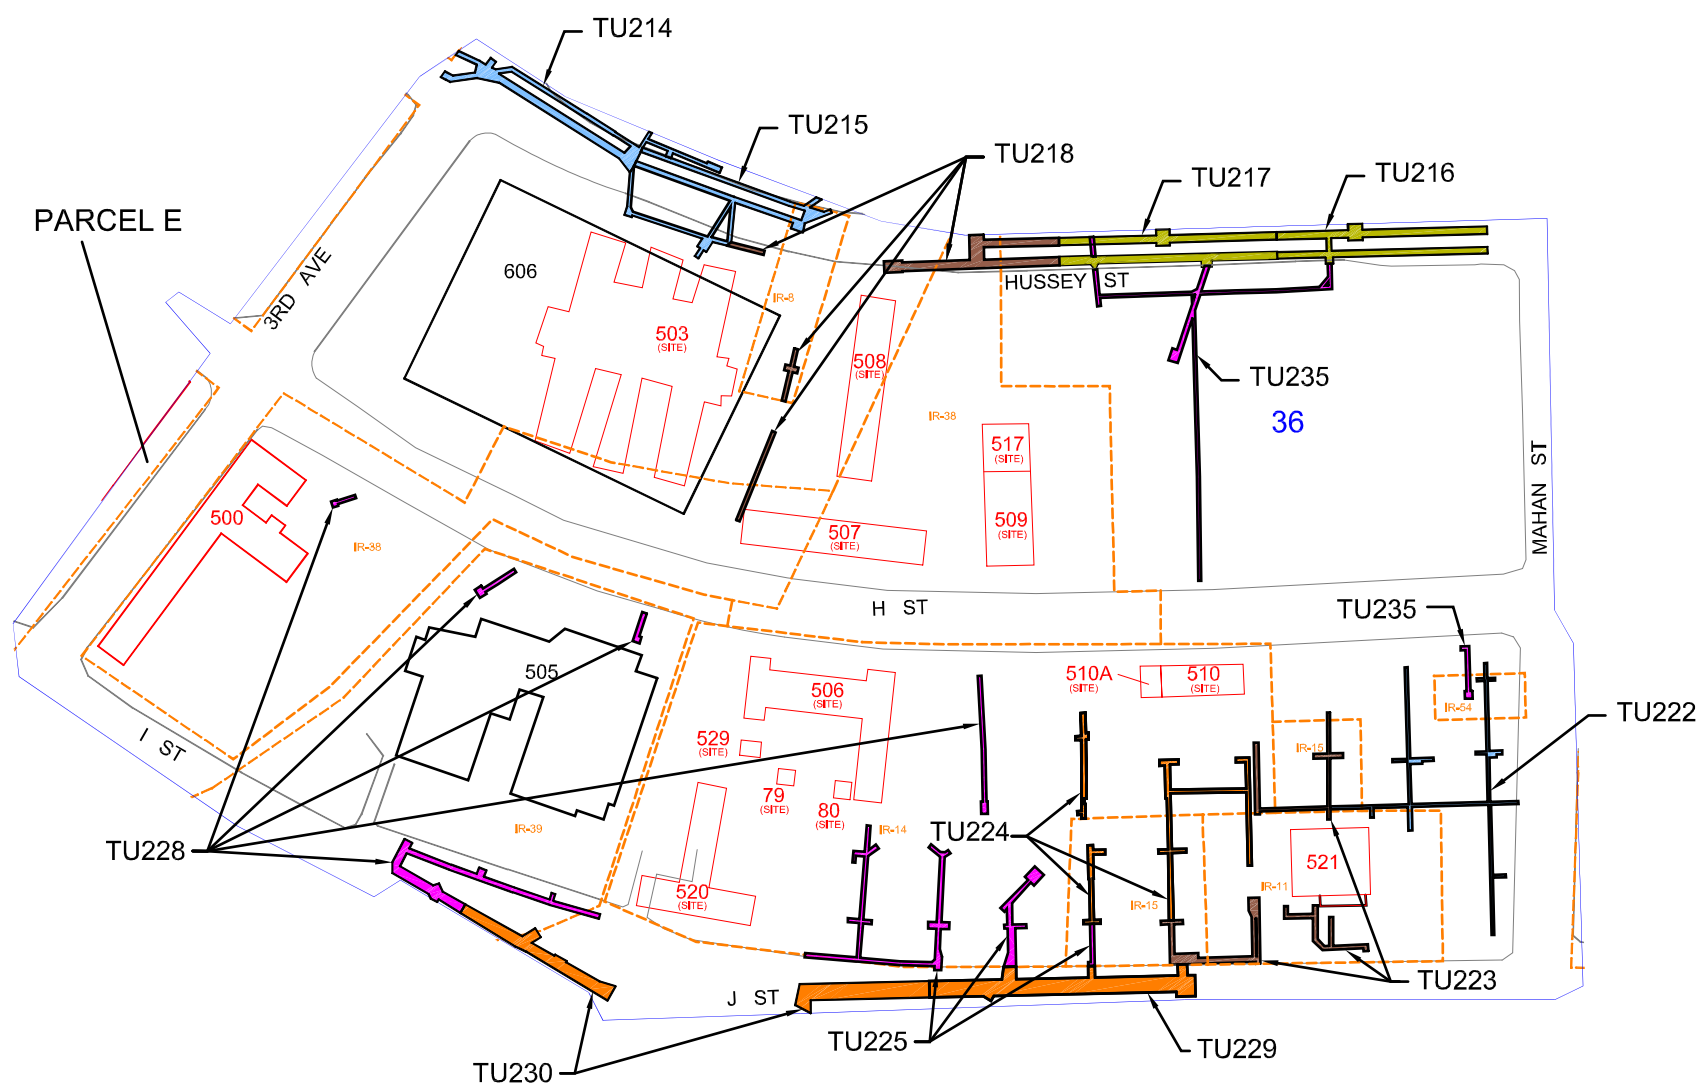 TU214
TU215
TU218
TU217
TU216
PARCEL E
3RD AVE
606
HUSSEY ST
IR-8
503
(SITE)
508
(SITE)
TU235
36
IR-38
517
(SITE)
MAHAN ST
500
509
(SITE)
507
(SITE)
IR-38
H ST
TU235
505
510A
(SITE)
510
(SITE)
506
(SITE)
IR-54
TU222
I ST
529
(SITE)
IR-15
79
(SITE)
80
(SITE)
IR-39
IR-14
TU224
TU228
521
520
(SITE)
IR-15
IR-11
TU223
J ST
TU225
TU229
TU230